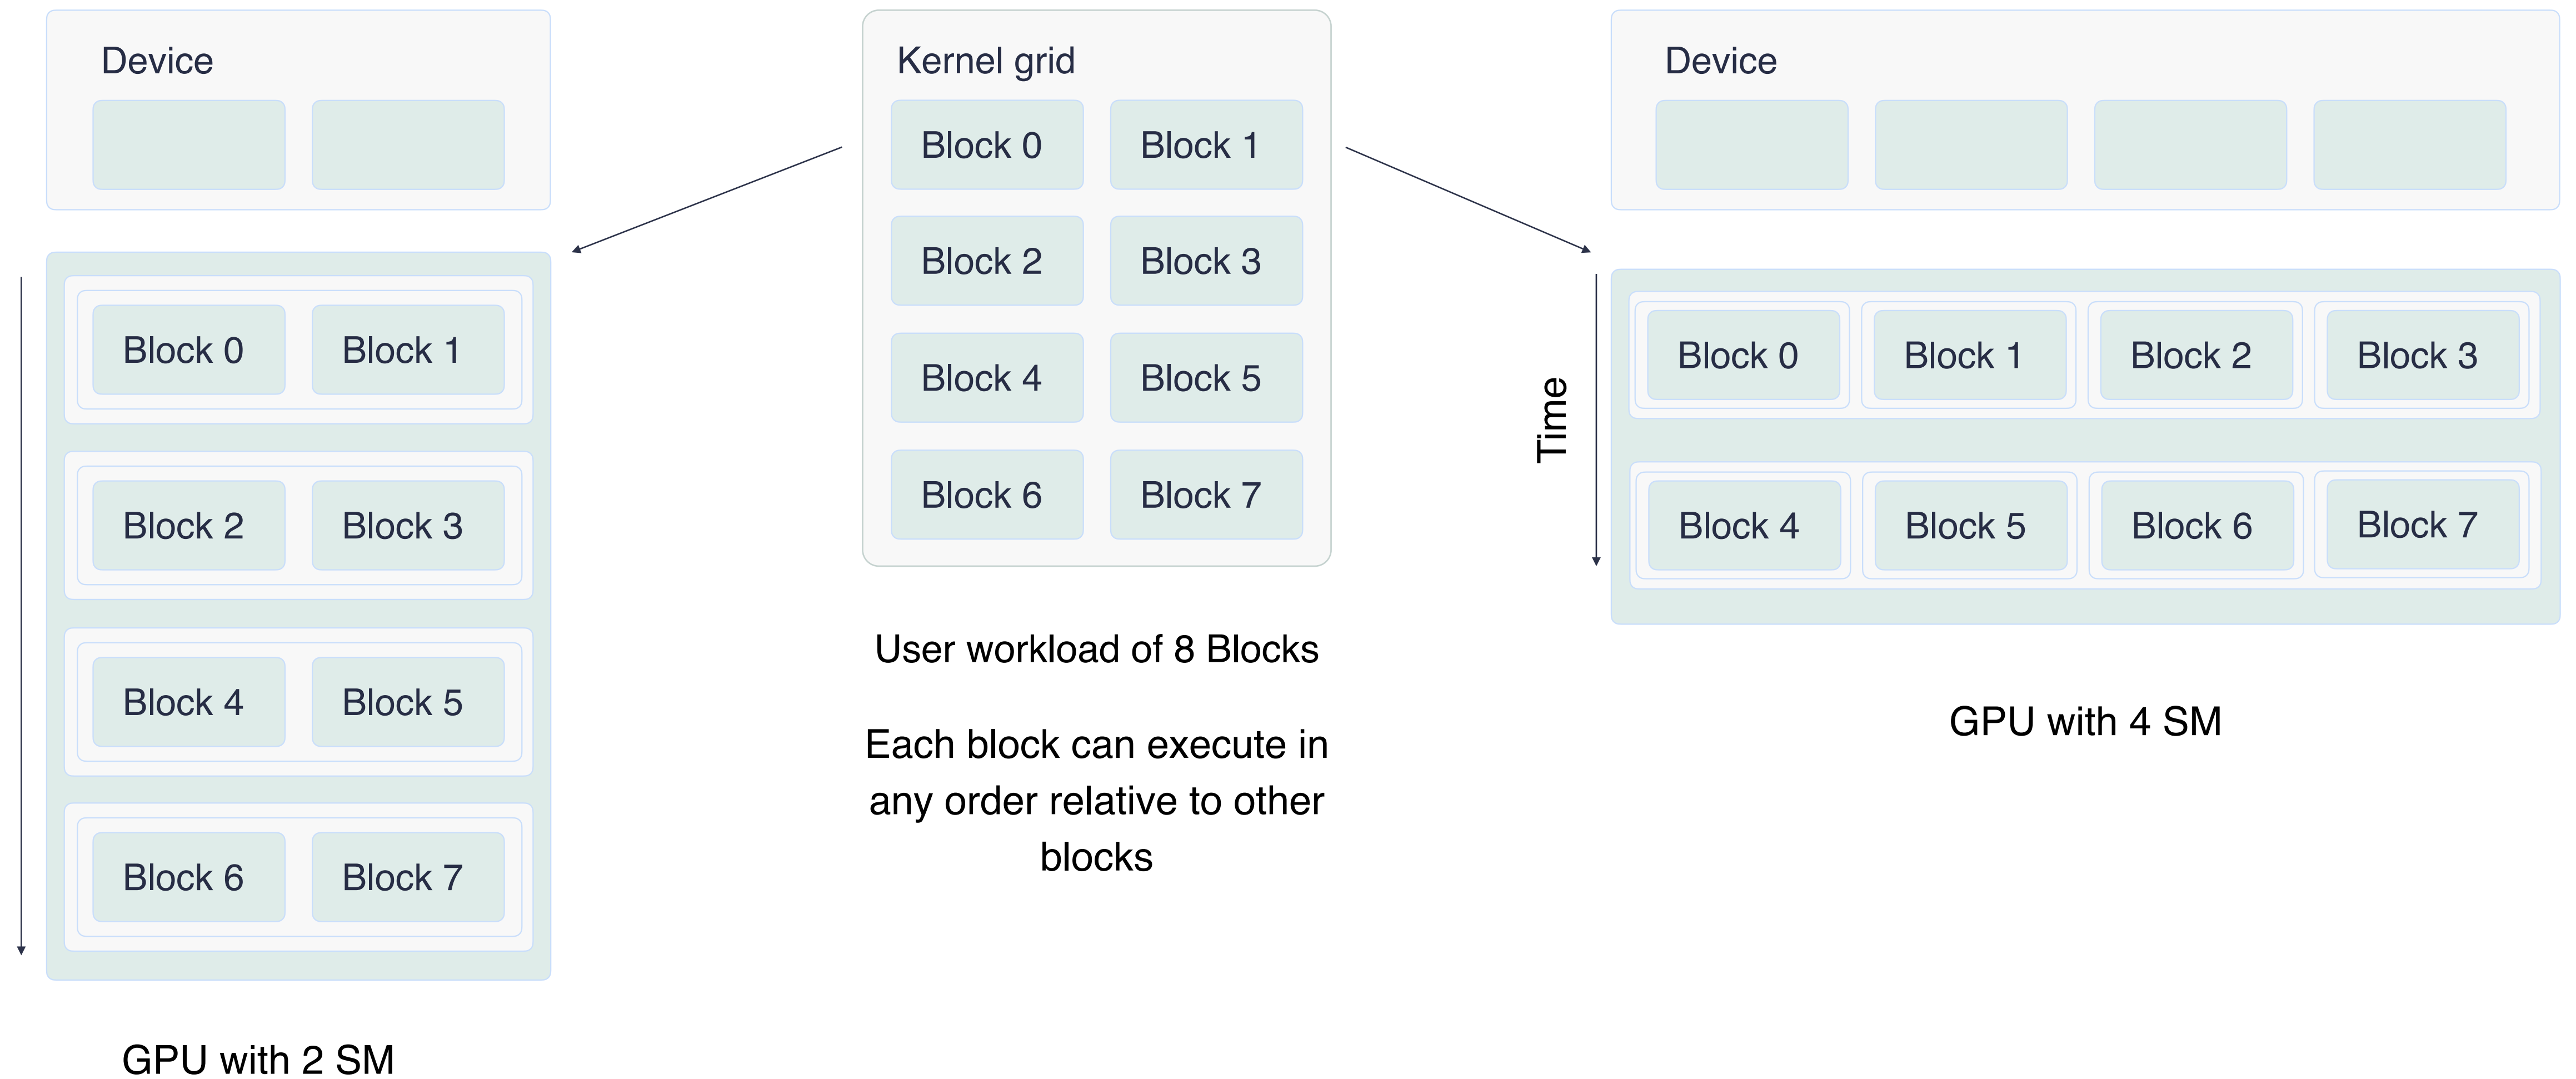 Device
Block 0
Block 1
Block 2
Block 3
Block 4
Block 5
Block 6
Block 7
GPU with 2 SM
Kernel grid
Block 0
Block 1
Block 2
Block 3
Block 4
Block 5
Block 6
Block 7
User workload of 8 Blocks
Each block can execute in
any order relative to other
blocks
Device
Time
Block 0
Block 1
Block 2
Block 3
Block 4
Block 5
Block 6
Block 7
GPU with 4 SM